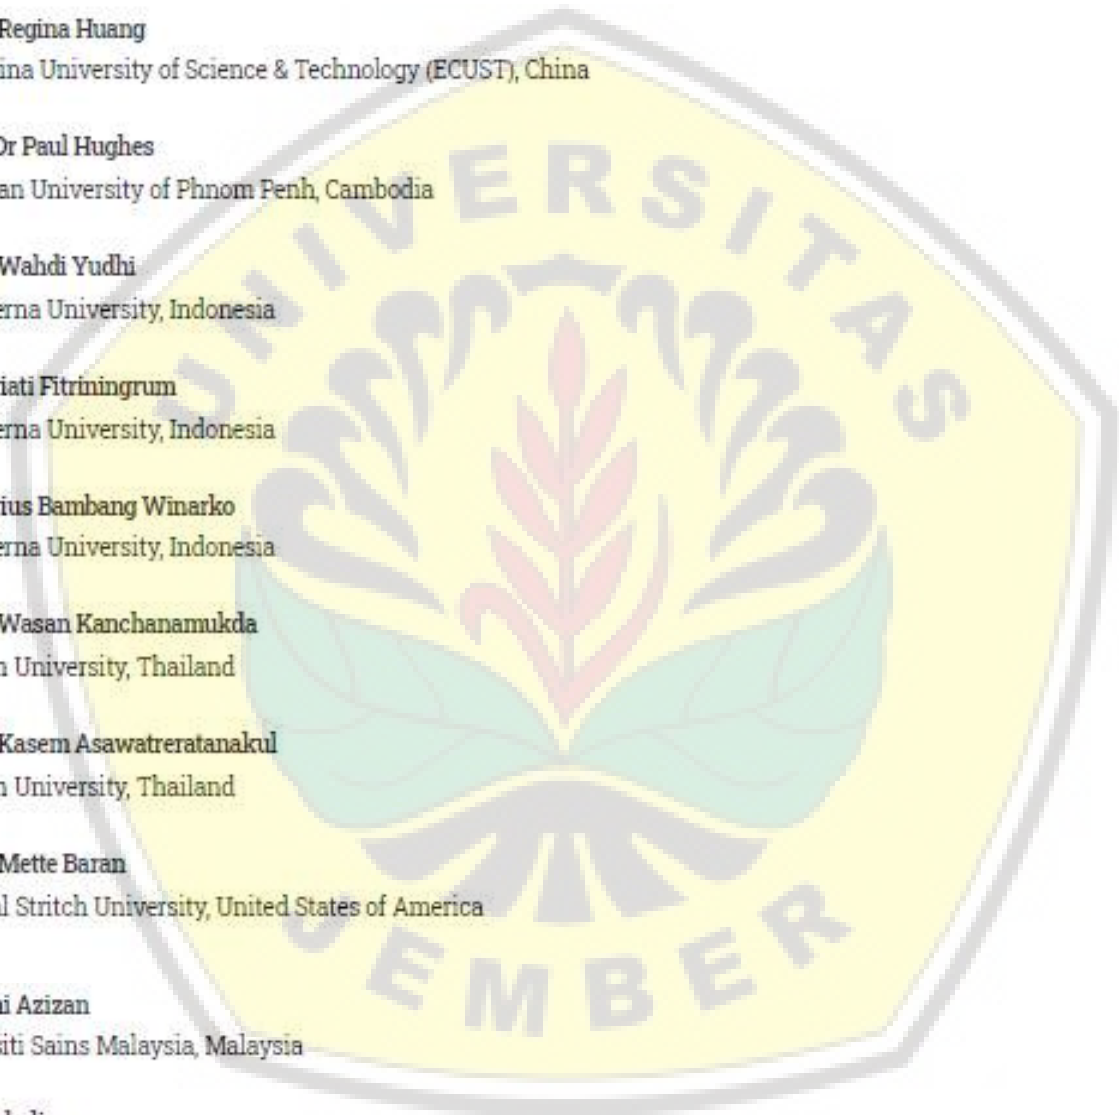 Regina Huang
ina University of Science & Technology (ECUST), China
Dr Paul Hughes
an University of Phnom Penh, Cambodia
Wahdi Yudhi
erna University, Indonesia
iati Fitriningrum
erna University, Indonesia
ius Bambang Winarko
erna University, Indonesia
Wasan Kanchanamukda
n University, Thailand
Kasem Asawatreratanakul
n University, Thailand
Mette Baran
l Stritch University, United States of America
ni Azizan
siti Sains Malaysia, Malaysia
UNIVERSITAS
JEMBER